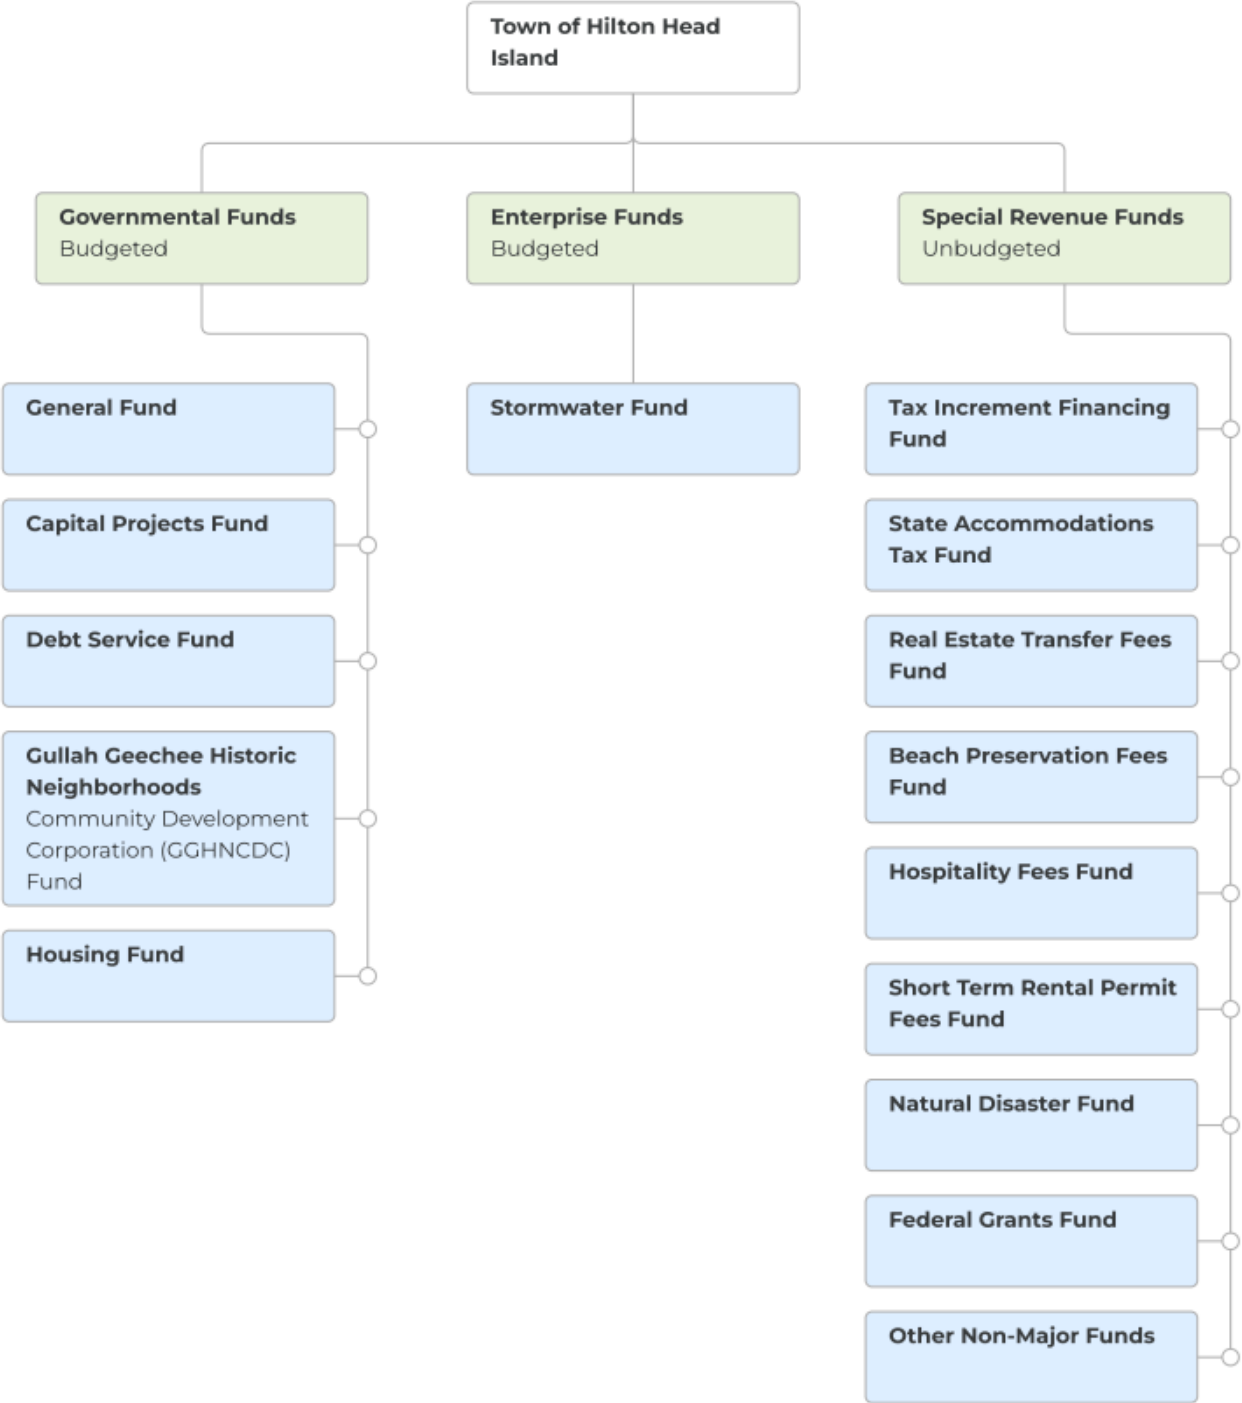 Town of Hilton Head
Island
Governmental Funds
Budgeted
Enterprise Funds
Budgeted
Special Revenue Funds
Unbudgeted
General Fund
Capital Projects Fund
Debt Service Fund
Gullah Geechee Historic
Neighborhoods
Community Development
Corporation (GGHNCDC)
Fund
Housing Fund
Stormwater Fund
Tax Increment Financing
Fund
State Accommodations
Tax Fund
Real Estate Transfer Fees
Fund
Beach Preservation Fees
Fund
Hospitality Fees Fund
Short Term Rental Permit
Fees Fund
Natural Disaster Fund
Federal Grants Fund
Other Non-Major Funds